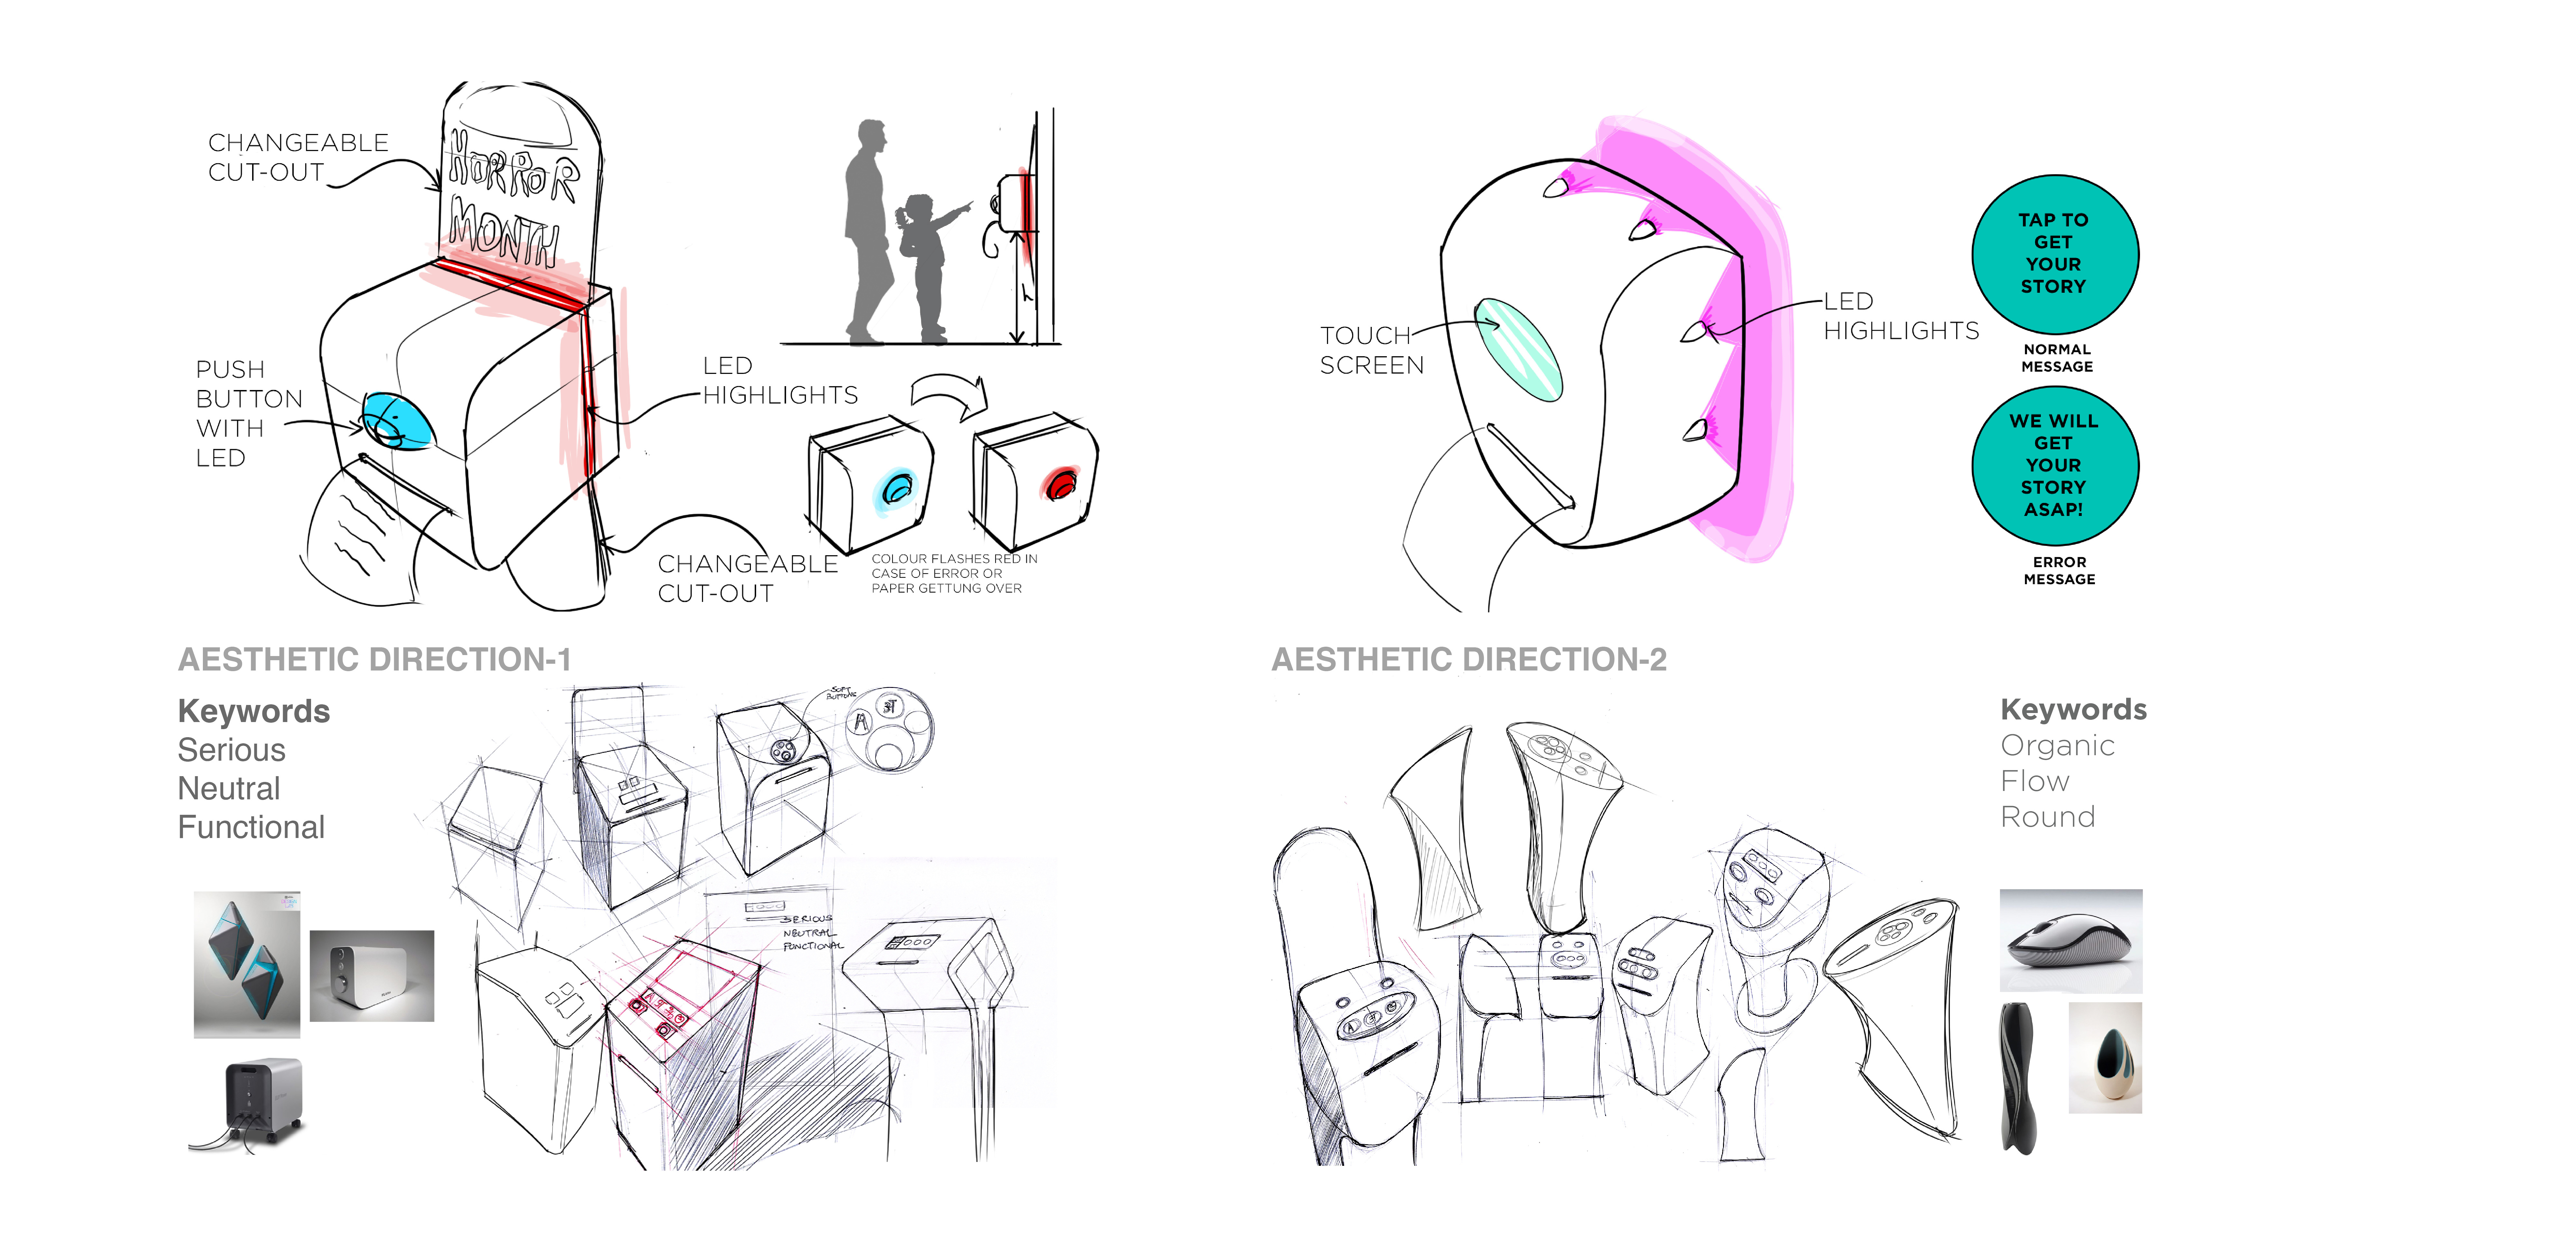 CHANGEABLE
CUT-OUT
HORROR
MONTH
PUSH
BUTTON
WITH
LED
LED
HIGHLIGHTS
h
CHANGEABLE
CUT-OUT
COLOUR FLASHES RED IN
CASE OF ERROR OR
PAPER GETTUNG OVER
TOUCH
SCREEN
LED
HIGHLIGHTS
TAP TO
GET
YOUR
STORY
NORMAL
MESSAGE
WE WILL
GET
YOUR
STORY
ASAP!
ERROR
MESSAGE
AESTHETIC DIRECTION-1
Keywords
Serious
Neutral
Functional
SOFT
BUTTONS
A
अ
SERIOUS
NEUTRAL
FUNCTIONAL
AESTHETIC DIRECTION-2
Keywords
Organic
Flow
Round